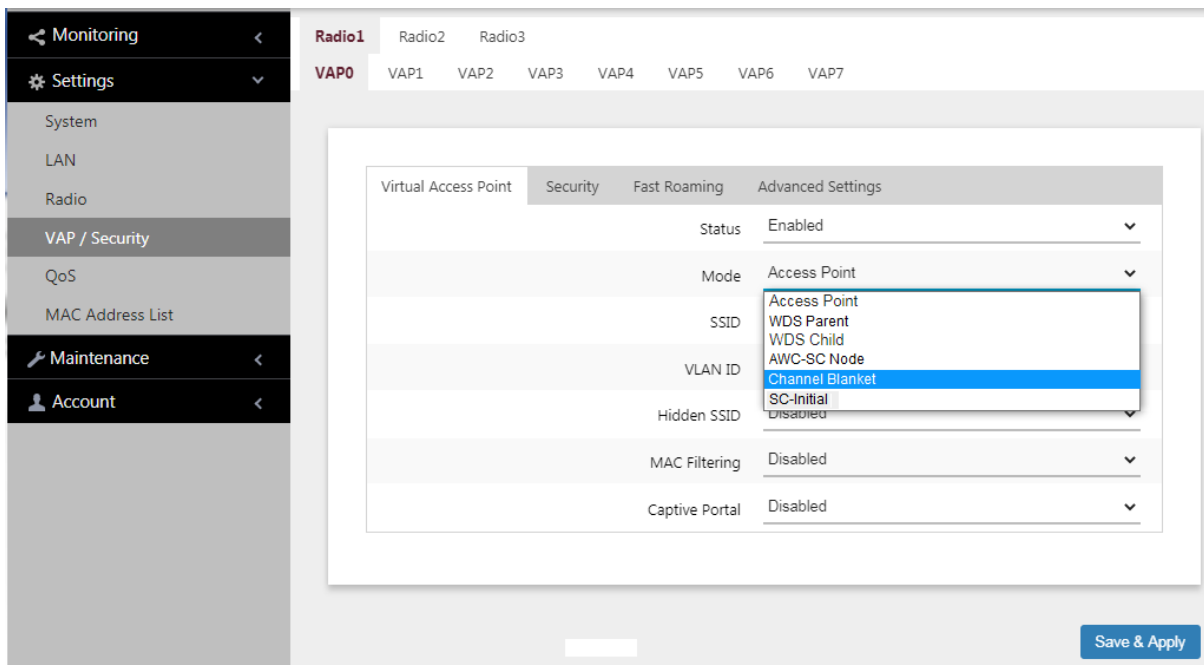 Monitoring
Settings
System
LAN
Radio
VAP / Security
QoS
MAC Address List
Maintenance
Account
Radio1 Radio2 Radio3
VAP0 VAP1 VAP2 VAP3 VAP4 VAP5 VAP6 VAP7
Virtual Access Point Security Fast Roaming Advanced Settings
Status Enabled
Mode Access Point
Access Point
WDS Parent
WDS Child
AWC-SC Node
Channel Blanket
SC-Initial
SSID
VLAN ID
Hidden SSID Disabled
MAC Filtering Disabled
Captive Portal Disabled
Save & Apply